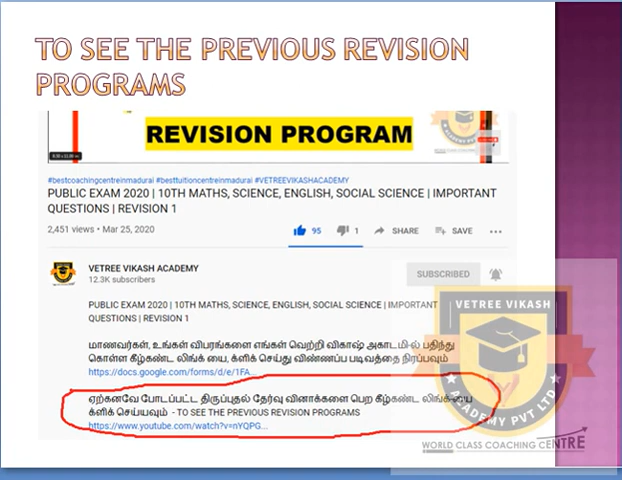 TO SEE THE PREVIOUS REVISION
PROGRAMS
REVISION PROGRAM
#bestcoachingcentreinmadurai #besttuitioncentreinmadurai #VETREEVIKASHACADEMY
PUBLIC EXAM 2020 | 10TH MATHS, SCIENCE, ENGLISH, SOCIAL SCIENCE | IMPORTANT
QUESTIONS | REVISION 1
2,451 views • Mar 25, 2020
95 1 SHARE SAVE
VETREE VIKASH ACADEMY
12.3K subscribers
SUBSCRIBED
PUBLIC EXAM 2020 | 10TH MATHS, SCIENCE, ENGLISH, SOCIAL SCIENCE | IMPORTANT
QUESTIONS | REVISION 1
மாணவர்கள், உங்கள் விபரங்களை எங்கள் வெற்றி விகாஷ் அகாடமி-ல் பதிந்து
கொள்ள கீழ்கண்ட லிங்க் யை, க்ளிக் செய்து விண்ணப்ப படிவத்தை நிரப்பவும்
https://docs.google.com/forms/d/e/1FA...
ஏற்கனவே போடப்பட்ட திருப்புதல் தேர்வு வினாக்களை பெற கீழ்கண்ட லிங்க்-யை
க்ளிக் செய்யவும் - TO SEE THE PREVIOUS REVISION PROGRAMS
https://www.youtube.com/watch?v=nYQPG...
VETREE VIKASH
ACADEMY PVT LTD
WORLD CLASS COACHING CENTRE